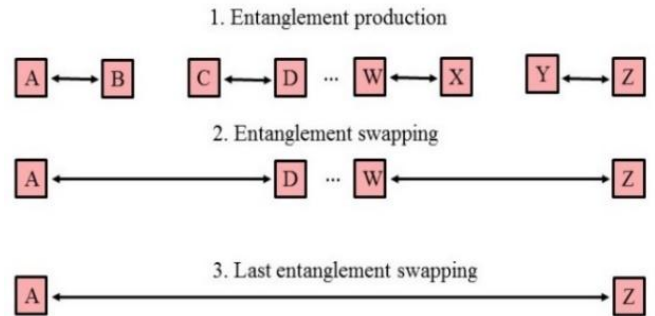 1. Entanglement production
A B C D ... W X Y Z
2. Entanglement swapping
A D ... W Z
3. Last entanglement swapping
A Z